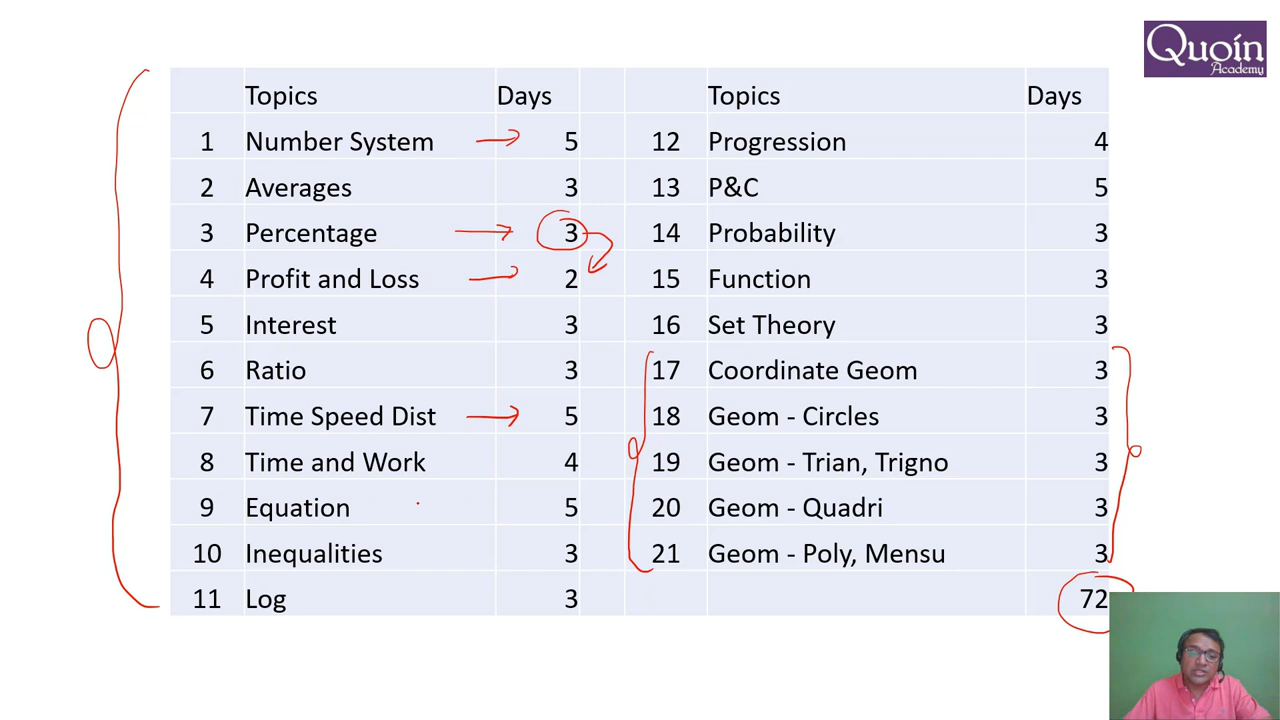 Quoin
Academy
Topics Days Topics Days
1 Number System 5 12 Progression 4
2 Averages 3 13 P&C 5
3 Percentage 3 14 Probability 3
4 Profit and Loss 2 15 Function 3
5 Interest 3 16 Set Theory 3
6 Ratio 3 17 Coordinate Geom 3
7 Time Speed Dist 5 18 Geom - Circles 3
8 Time and Work 4 19 Geom - Trian, Trigno 3
9 Equation 5 20 Geom - Quadri 3
10 Inequalities 3 21 Geom - Poly, Mensu 3
11 Log 3 72